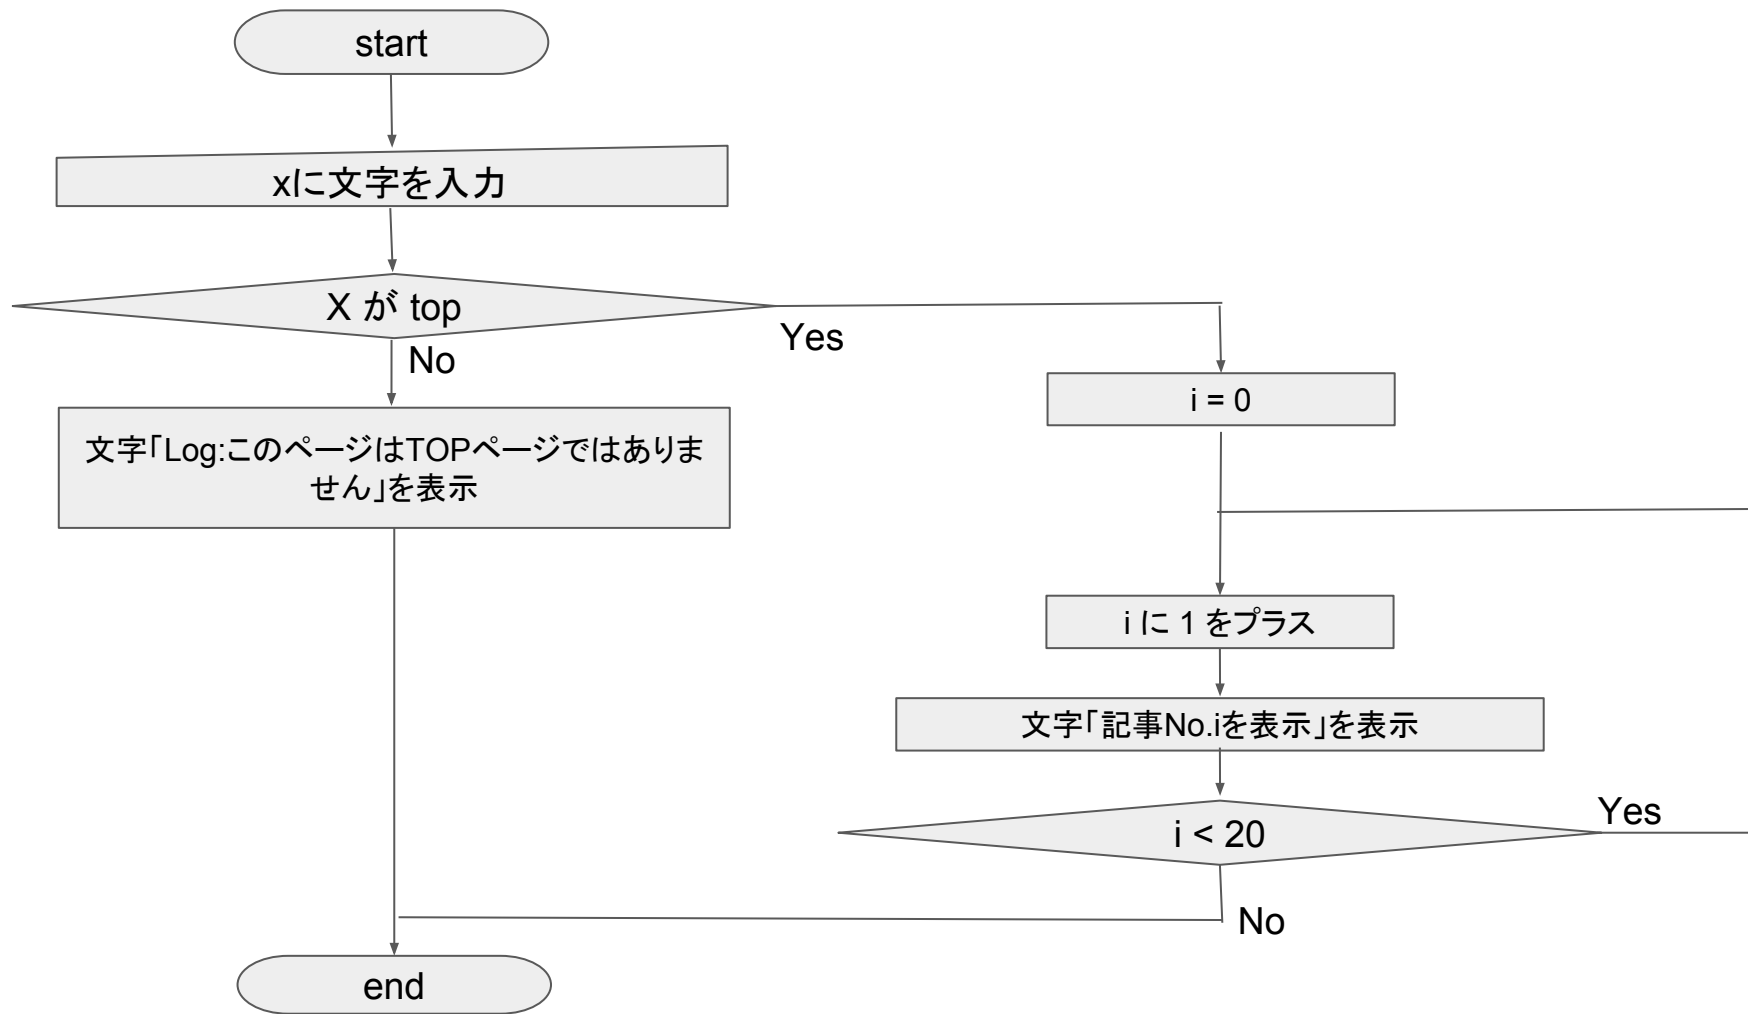 start
xに文字を入力
X が top
Yes
No
i = 0
文字「Log:このページはTOPページではありま
せん」を表示
i に 1 をプラス
文字「記事No.iを表示」を表示
i < 20
Yes
No
end